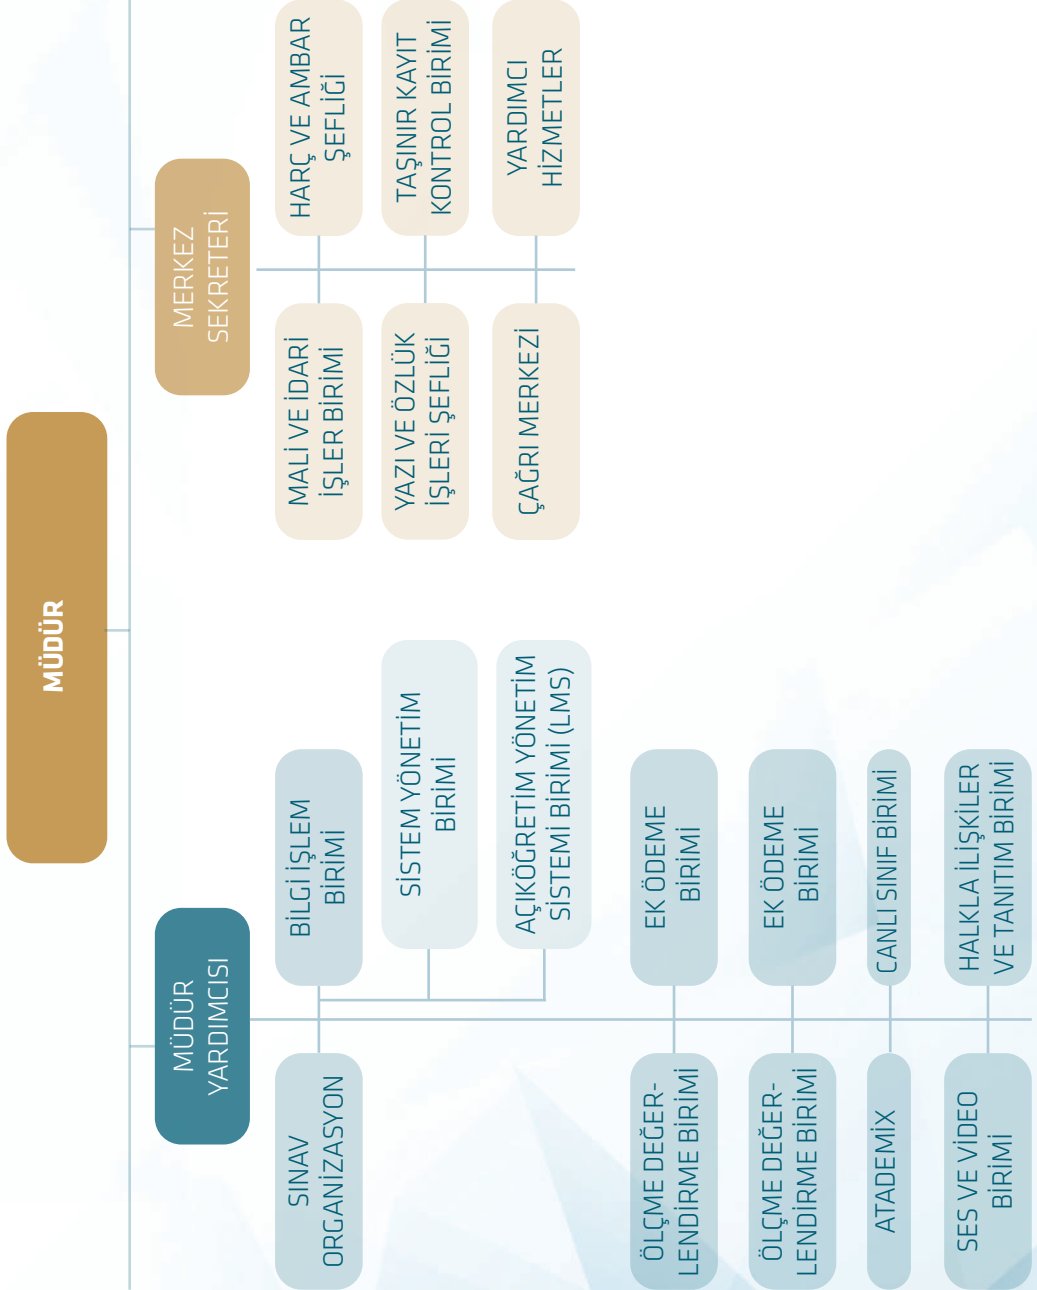 MÜDÜR
MÜDÜR
YARDIMCISI
MERKEZ
SEKRETERİ
SINAV
ORGANİZASYON
BİLGİ İŞLEM
BİRİMİ
SİSTEM YÖNETİM
BİRİMİ
AÇIKÖĞRETİM YÖNETİM
SİSTEMİ BİRİMİ (LMS)
ÖLÇME DEĞER-
LENDİRME BİRİMİ
EK ÖDEME
BİRİMİ
ÖLÇME DEĞER-
LENDİRME BİRİMİ
EK ÖDEME
BİRİMİ
ATADEMİX
CANLI SINIF BİRİMİ
SES VE VİDEO
BİRİMİ
HALKLA İLİŞKİLER
VE TANITIM BİRİMİ
MALİ VE İDARİ
İŞLER BİRİMİ
HARÇ VE AMBAR
ŞEFLİĞİ
YAZI VE ÖZLÜK
İŞLERİ ŞEFLİĞİ
TAŞINIR KAYIT
KONTROL BİRİMİ
ÇAĞRI MERKEZİ
YARDIMCI
HİZMETLER